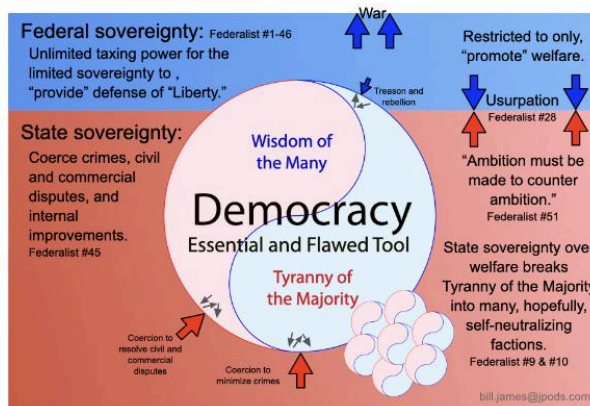 Federal sovereignty: Federalist #1-46
Unlimited taxing power for the
limited sovereignty to ,
"provide" defense of "Liberty."
War
Treason and
rebellion
Restricted to only,
"promote" welfare.
Usurpation
Federalist #28
State sovereignty:
Coerce crimes, civil
and commercial
disputes, and
internal
improvements.
Federalist #45
Wisdom of
the Many
Democracy
Essential and Flawed Tool
Tyranny of
the Majority
"Ambition must be
made to counter
ambition."
Federalist #51
State sovereignty over
welfare breaks
Tyranny of the Majority
into many, hopefully,
self-neutralizing
factions.
Federalist #9 & #10
Coercion to
resolve civil and
commercial
disputes
Coercion to
minimize crimes
bill.james@jpods.com